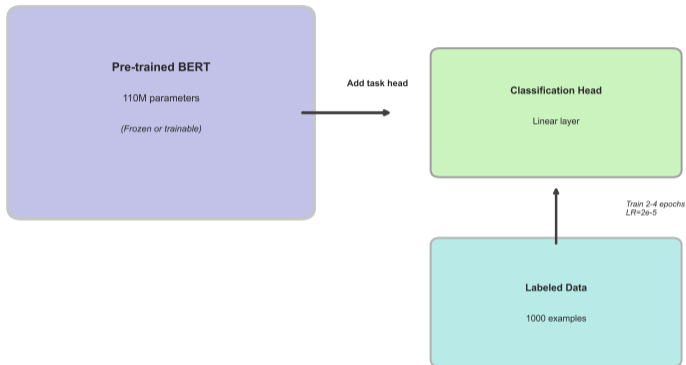 Pre-trained BERT
110M parameters
(Frozen or trainable)
Add task head
Classification Head
Linear layer
Train 2-4 epochs
LR=2e-5
Labeled Data
1000 examples